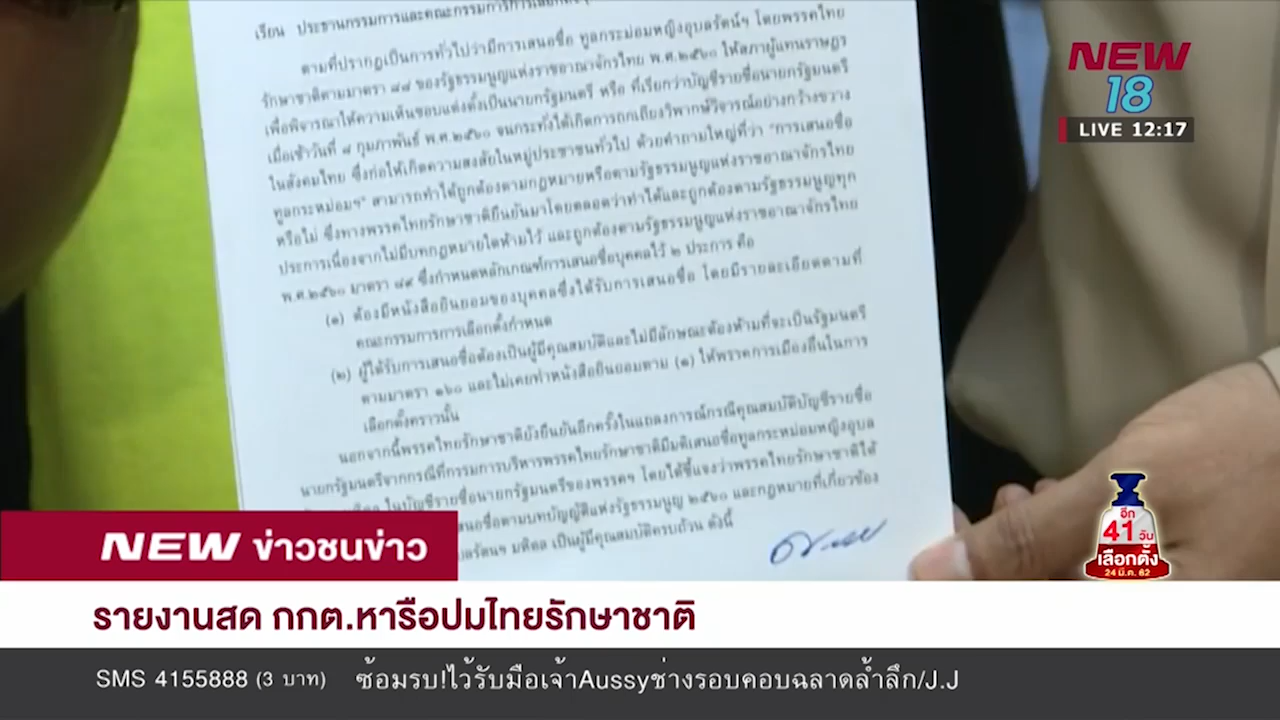 เรียน ประธานกรรมการและคณะกรรมการการเลือกตั้ง
ตามที่ปรากฏเป็นการทั่วไปว่ามีการเสนอชื่อ ทูลกระม่อมหญิงอุบลรัตน์ฯ โดยพรรคไทย
รักษาชาติตามมาตรา ๘๘ ของรัฐธรรมนูญแห่งราชอาณาจักรไทย พ.ศ.๒๕๖๐ ให้สภาผู้แทนราษฎร
เพื่อพิจารณาให้ความเห็นชอบแต่งตั้งเป็นนายกรัฐมนตรี หรือ ที่เรียกว่าบัญชีรายชื่อนายกรัฐมนตรี
เมื่อเช้าวันที่ ๘ กุมภาพันธ์ พ.ศ.๒๕๖๐ จนกระทั่งได้เกิดการถกเถียงวิพากษ์วิจารณ์อย่างกว้างขวาง
ในสังคมไทย ซึ่งก่อให้เกิดความสงสัยในหมู่ประชาชนทั่วไป ด้วยคำถามใหญ่ที่ว่า "การเสนอชื่อ
ทูลกระหม่อมฯ" สามารถทำได้ถูกต้องตามกฎหมายหรือตามรัฐธรรมนูญแห่งราชอาณาจักรไทย
หรือไม่ ซึ่งทางพรรคไทยรักษาชาติยืนยันมาโดยตลอดว่าทำได้และถูกต้องตามรัฐธรรมนูญทุก
ประการเนื่องจากไม่มีบทกฎหมายใดห้ามไว้ และถูกต้องตามรัฐธรรมนูญแห่งราชอาณาจักรไทย
พ.ศ.๒๕๖๐ มาตรา ๘๙ ซึ่งกำหนดหลักเกณฑ์การเสนอชื่อบุคคลไว้ ๒ ประการ คือ
(๑) ต้องมีหนังสือยินยอมของบุคคลซึ่งได้รับการเสนอชื่อ โดยมีรายละเอียดตามที่
คณะกรรมการการเลือกตั้งกำหนด
(๒) ผู้ได้รับการเสนอชื่อต้องเป็นผู้มีคุณสมบัติและไม่มีลักษณะต้องห้ามที่จะเป็นรัฐมนตรี
ตามมาตรา ๑๖๐ และไม่เคยทำหนังสือยินยอมตาม (๑) ให้พรรคการเมืองอื่นในการ
เลือกตั้งคราวนั้น
นอกจากนี้พรรคไทยรักษาชาติยังยืนยันอีกครั้งในแถลงการณ์กรณีคุณสมบัติบัญชีรายชื่อ
นายกรัฐมนตรีจากกรณีที่กรรมการบริหารพรรคไทยรักษาชาติมีมติเสนอชื่อทูลกระหม่อมหญิงอุบล
ในบัญชีรายชื่อนายกรัฐมนตรีของพรรคฯ โดยได้ชี้แจงว่าพรรคไทยรักษาชาติได้
เสนอชื่อตามบทบัญญัติแห่งรัฐธรรมนูญ ๒๕๖๐ และกฎหมายที่เกี่ยวข้อง
มหิดล เป็นผู้มีคุณสมบัติครบถ้วน ดังนี้
NEW
18
LIVE 12:17
อีก
41 วัน
เลือกตั้ง
24 มี.ค. 62
NEW ข่าวชนข่าว
รายงานสด กกต.หารือปมไทยรักษาชาติ
SMS 4155888 (3 บาท) ซ้อมรบ!ไว้รับมือเจ้าAussyช่างรอบคอบฉลาดล้ำลึก/J.J